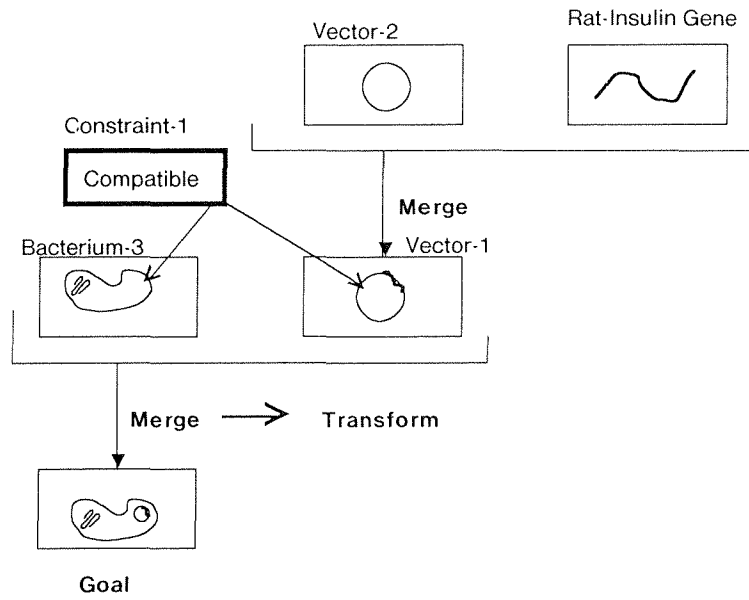 Rat-Insulin Gene
Vector-2
Constraint-1
Compatible
Merge
Bacterium-3
Vector-1
Merge
Transform
Goal